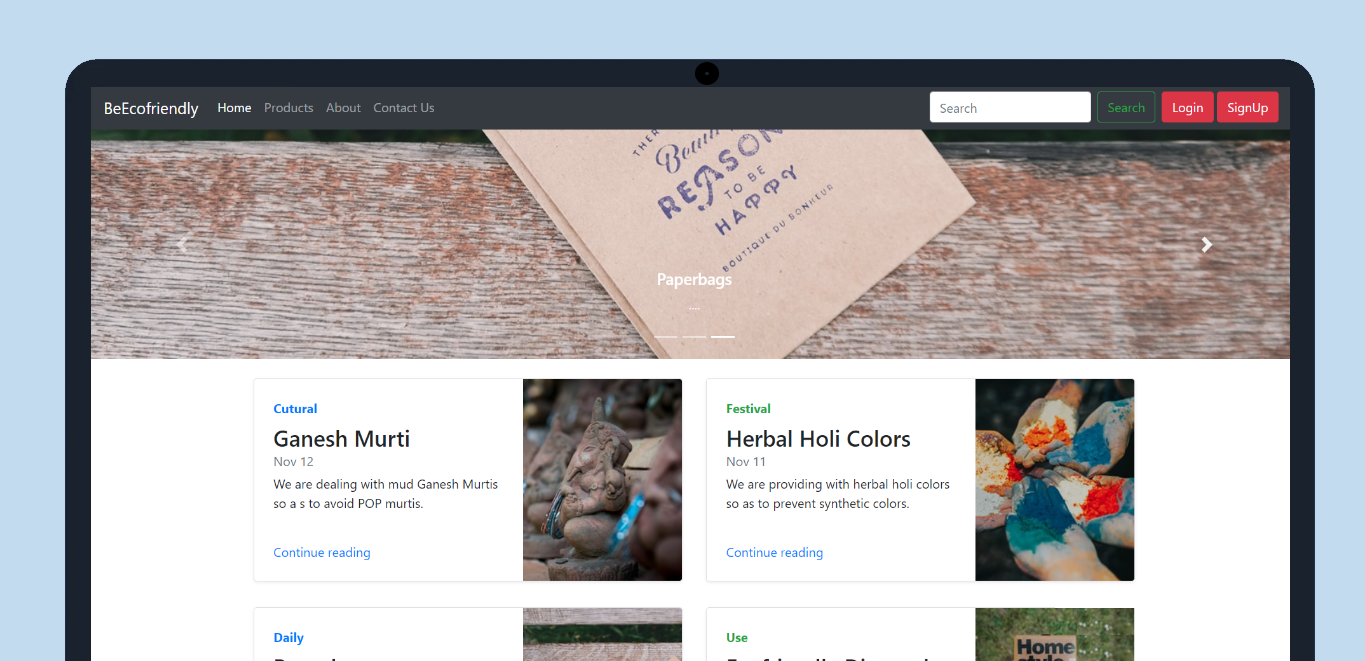 BeEcofriendly Home Products About Contact Us Search Search Login SignUp
Beauty
REASON
TO BE
HAPPY
BOUTIQUE DU BONHEUR
Paperbags
....
Cutural
Ganesh Murti
Nov 12
We are dealing with mud Ganesh Murtis
so a s to avoid POP murtis.
Continue reading
Festival
Herbal Holi Colors
Nov 11
We are providing with herbal holi colors
so as to prevent synthetic colors.
Continue reading
Daily
Use
Home
style